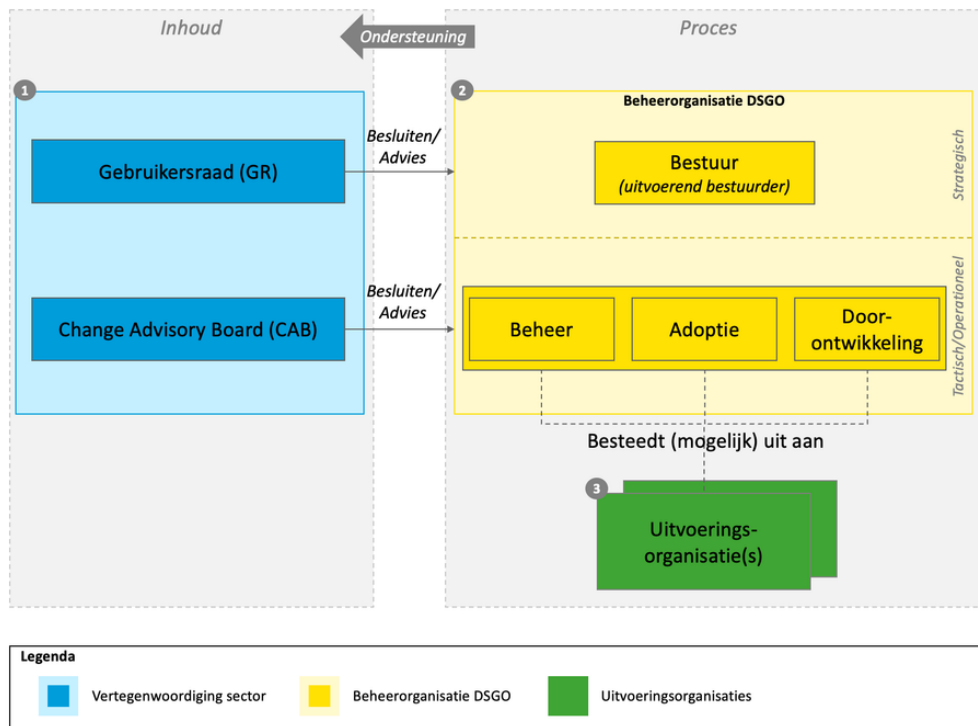 Inhoud
Ondersteuning
Proces
1
2
Beheerorganisatie DSGO
Gebruikersraad (GR)
Besluiten/
Advies
Bestuur
(uitvoerend bestuurder)
Strategisch
Change Advisory Board (CAB)
Besluiten/
Advies
Beheer
Adoptie
Door-
ontwikkeling
Tactisch/Operationeel
Besteedt (mogelijk) uit aan
3
Uitvoerings-
organisatie(s)
Legenda
Vertegenwoordiging sector
Beheerorganisatie DSGO
Uitvoeringsorganisaties